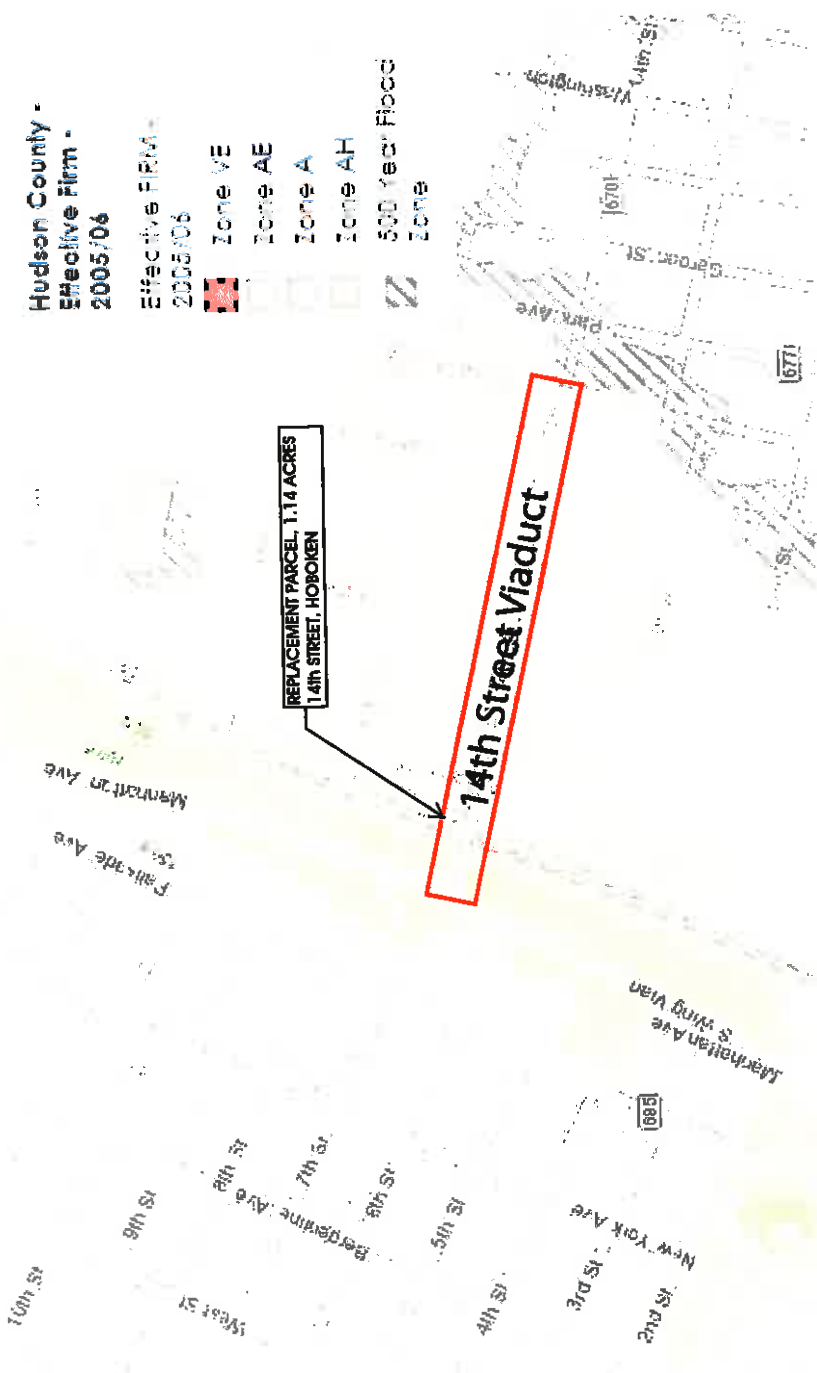 Hudson County -
Effective Firm -
2005/06
Effective FIRM -
2005/06
Zone VE
Zone AE
Zone A
Zone AH
500 Year Flood
Zone
REPLACEMENT PARCEL, 1.14 ACRES
14th STREET, HOBOKEN
14th Street Viaduct
10th St
9th St
8th St
7th St
6th St
5th St
4th St
3rd St
2nd St
West St
Bergenline Ave
New York Ave
Palisade Ave
Manhattan Ave
Manhattan Ave
S Wing Viad
685
Park Ave
Garden St
Washington
14th St
670
677
St